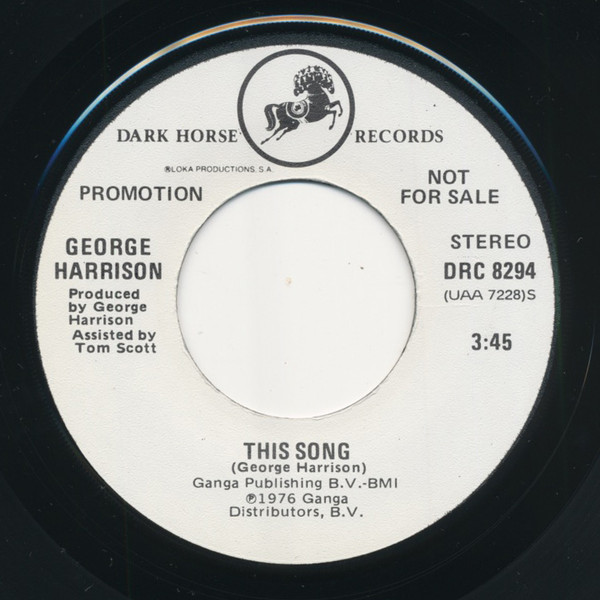 DARK HORSE RECORDS
℗LOKA PRODUCTIONS, S.A.
PROMOTION
NOT
FOR SALE
GEORGE
HARRISON
Produced
by George
Harrison
Assisted by
Tom Scott
STEREO
DRC 8294
(UAA 7228)S
3:45
THIS SONG
(George Harrison)
Ganga Publishing B.V.-BMI
℗1976 Ganga
Distributors, B.V.